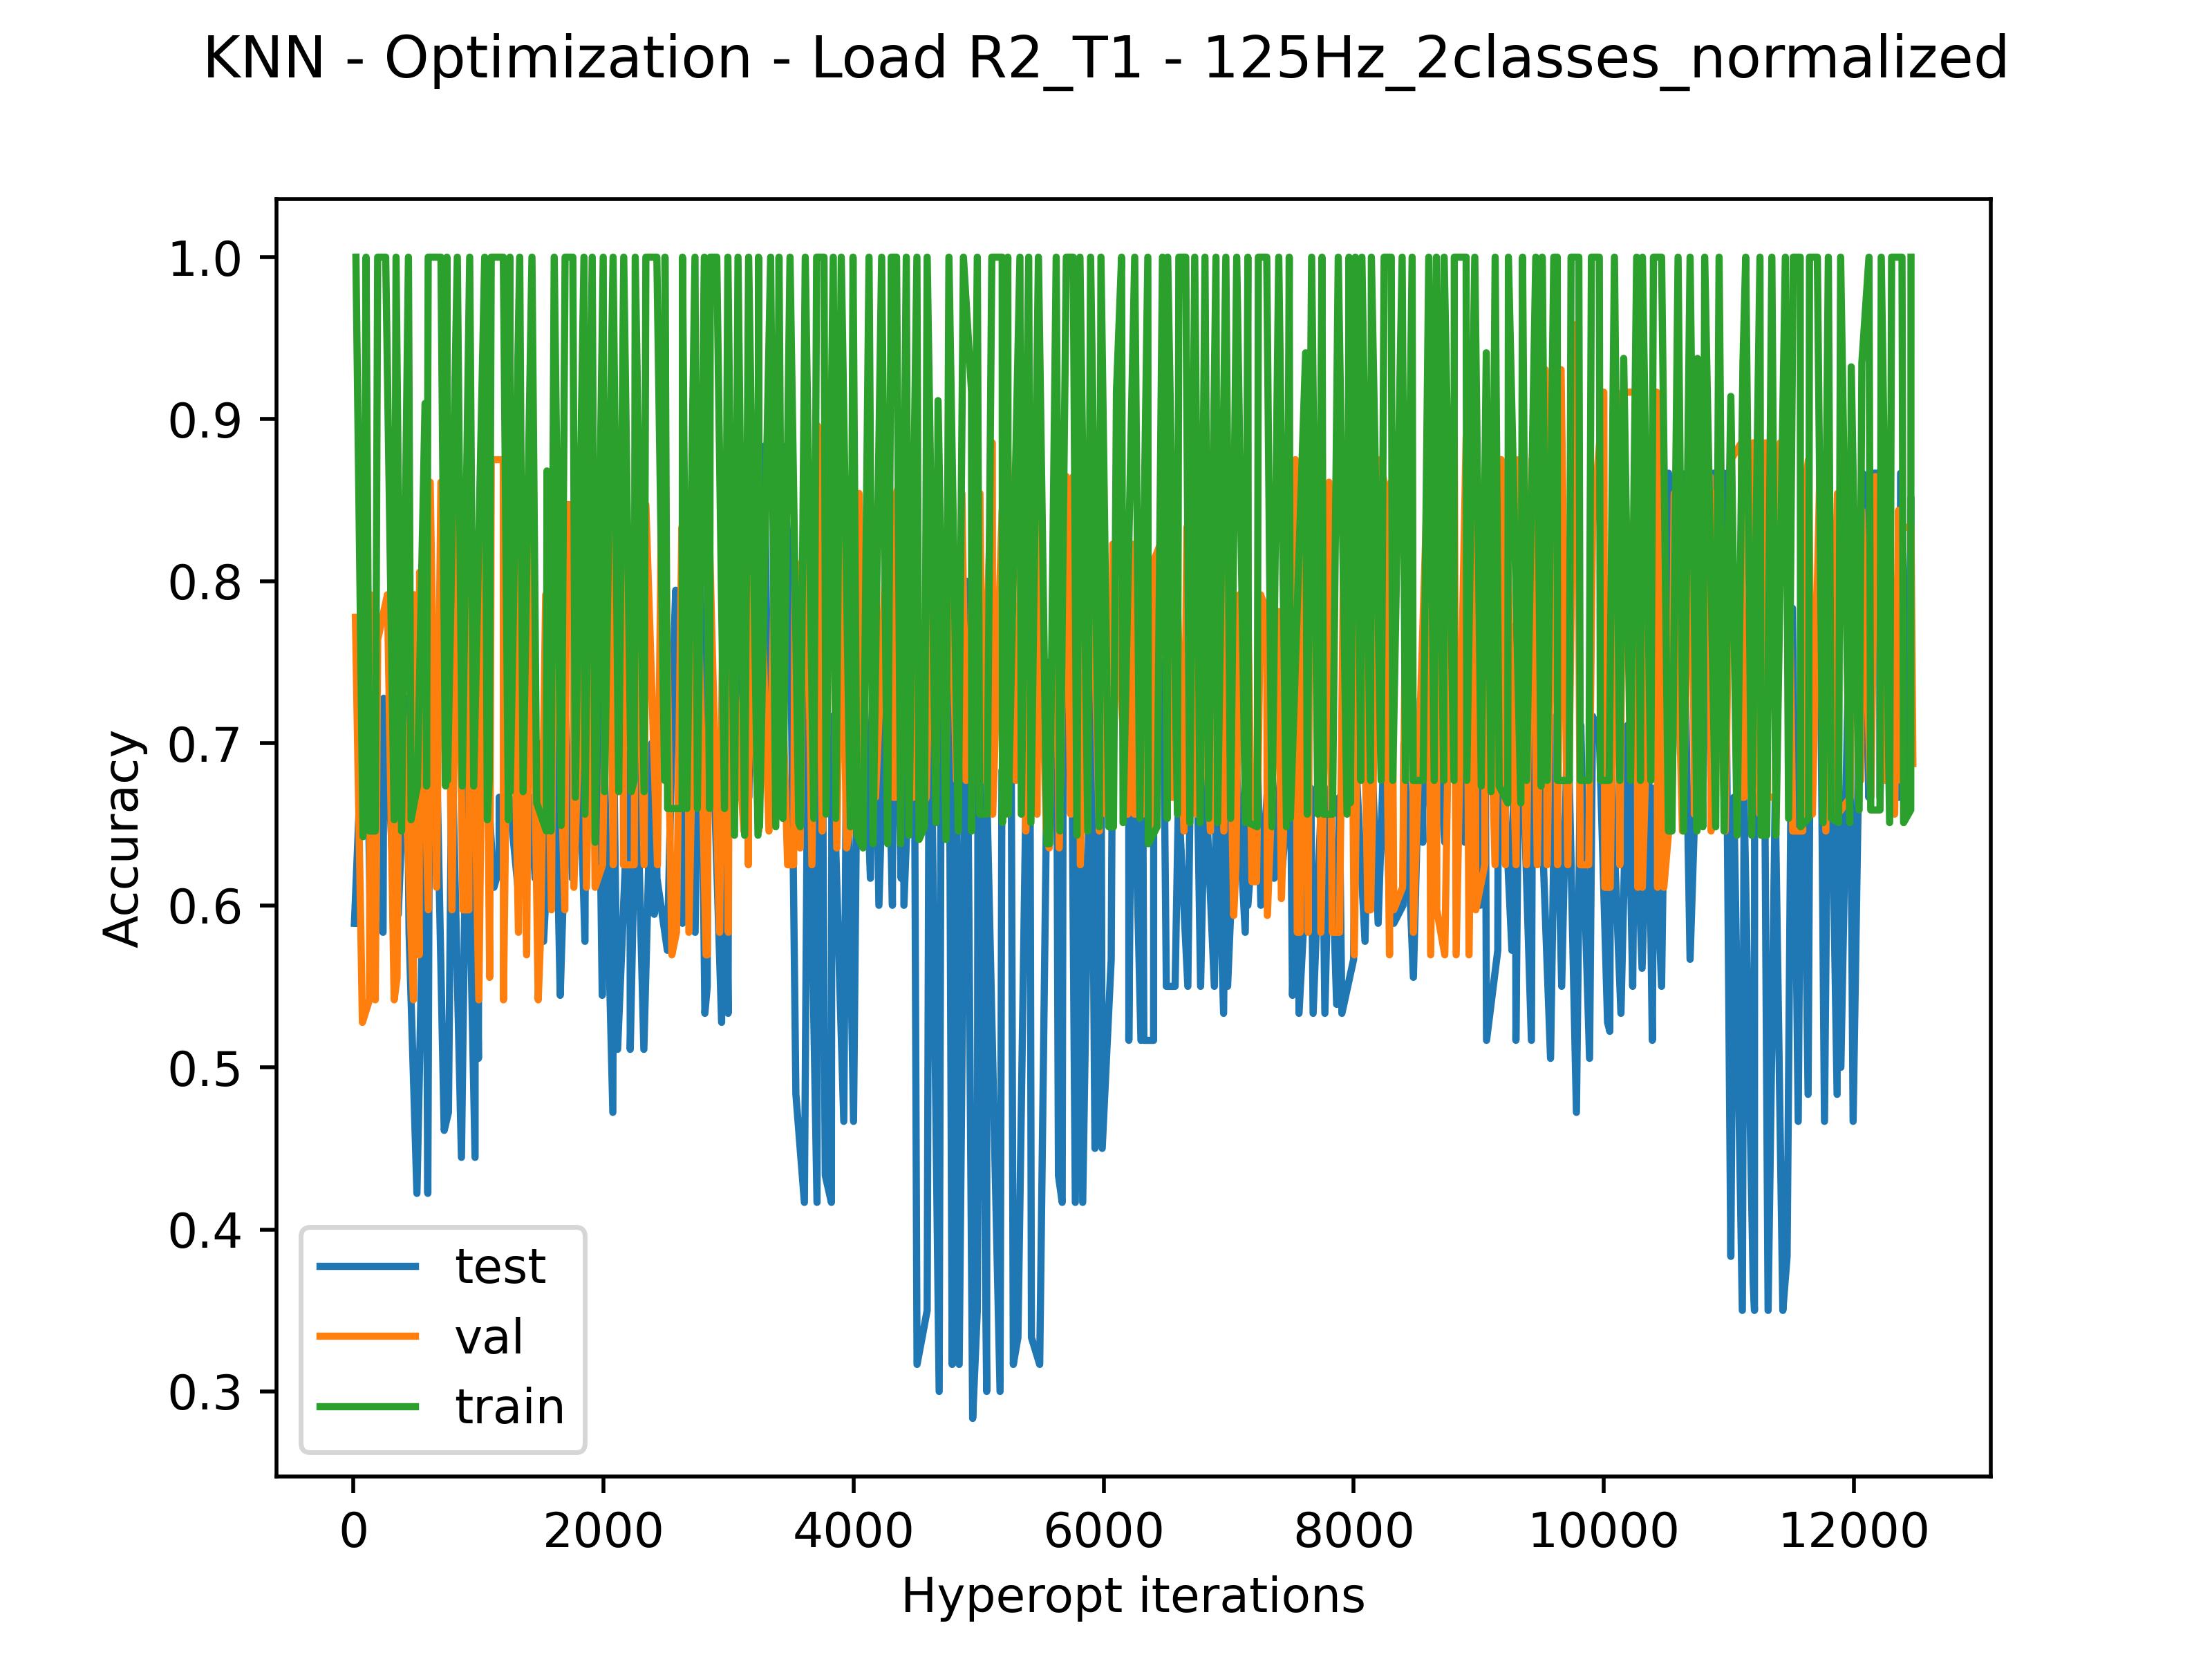 KNN - Optimization - Load R2_T1 - 125Hz_2classes_normalized
1.0
0.9
0.8
0.7
0.6
0.5
0.4
0.3
Accuracy
test
val
train
0 2000 4000 6000 8000 10000 12000
Hyperopt iterations